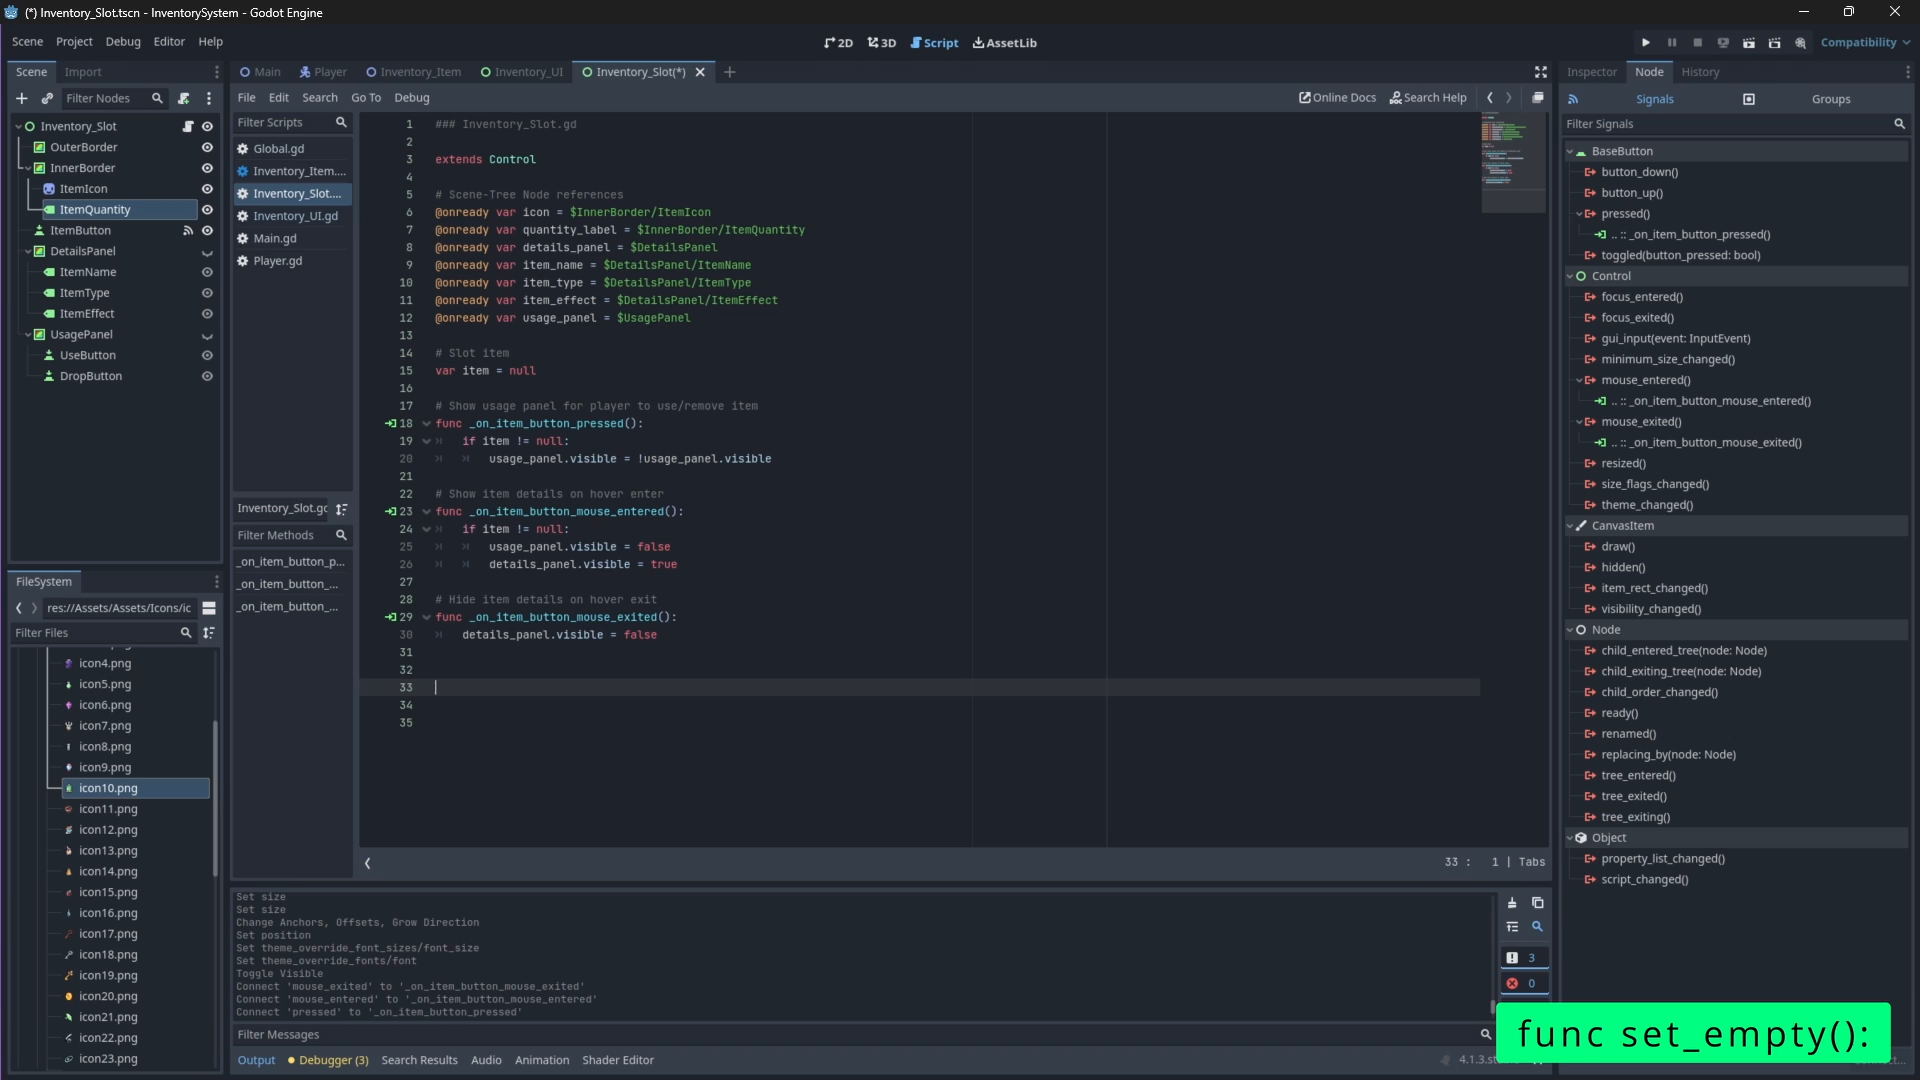 (*) Inventory_Slot.tscn - InventorySystem - Godot Engine
Scene Project Debug Editor Help
2D 3D Script AssetLib
Compatibility
Scene Import
Filter Nodes
Inventory_Slot
OuterBorder
InnerBorder
ItemIcon
ItemQuantity
ItemButton
DetailsPanel
ItemName
ItemType
ItemEffect
UsagePanel
UseButton
DropButton
FileSystem
res://Assets/Assets/Icons/ic
Filter Files
icon4.png
icon5.png
icon6.png
icon7.png
icon8.png
icon9.png
icon10.png
icon11.png
icon12.png
icon13.png
icon14.png
icon15.png
icon16.png
icon17.png
icon18.png
icon19.png
icon20.png
icon21.png
icon22.png
icon23.png
Main Player Inventory_Item Inventory_UI Inventory_Slot(*)
File Edit Search Go To Debug
Online Docs Search Help
Filter Scripts
Global.gd
Inventory_Item....
Inventory_Slot....
Inventory_UI.gd
Main.gd
Player.gd
Inventory_Slot.gc
Filter Methods
_on_item_button_p...
_on_item_button_...
_on_item_button_...
1 ### Inventory_Slot.gd
2
3 extends Control
4
5 # Scene-Tree Node references
6 @onready var icon = $InnerBorder/ItemIcon
7 @onready var quantity_label = $InnerBorder/ItemQuantity
8 @onready var details_panel = $DetailsPanel
9 @onready var item_name = $DetailsPanel/ItemName
10 @onready var item_type = $DetailsPanel/ItemType
11 @onready var item_effect = $DetailsPanel/ItemEffect
12 @onready var usage_panel = $UsagePanel
13
14 # Slot item
15 var item = null
16
17 # Show usage panel for player to use/remove item
18 func _on_item_button_pressed():
19 if item != null:
20 usage_panel.visible = !usage_panel.visible
21
22 # Show item details on hover enter
23 func _on_item_button_mouse_entered():
24 if item != null:
25 usage_panel.visible = false
26 details_panel.visible = true
27
28 # Hide item details on hover exit
29 func _on_item_button_mouse_exited():
30 details_panel.visible = false
31
32
33
34
35
33 : 1 | Tabs
Set size
Set size
Change Anchors, Offsets, Grow Direction
Set position
Set theme_override_font_sizes/font_size
Set theme_override_fonts/font
Toggle Visible
Connect 'mouse_exited' to '_on_item_button_mouse_exited'
Connect 'mouse_entered' to '_on_item_button_mouse_entered'
Connect 'pressed' to '_on_item_button_pressed'
3
0
Filter Messages
Output Debugger (3) Search Results Audio Animation Shader Editor
4.1.3.st
Inspector Node History
Signals Groups
Filter Signals
BaseButton
button_down()
button_up()
pressed()
.. :: _on_item_button_pressed()
toggled(button_pressed: bool)
Control
focus_entered()
focus_exited()
gui_input(event: InputEvent)
minimum_size_changed()
mouse_entered()
.. :: _on_item_button_mouse_entered()
mouse_exited()
.. :: _on_item_button_mouse_exited()
resized()
size_flags_changed()
theme_changed()
CanvasItem
draw()
hidden()
item_rect_changed()
visibility_changed()
Node
child_entered_tree(node: Node)
child_exiting_tree(node: Node)
child_order_changed()
ready()
renamed()
replacing_by(node: Node)
tree_entered()
tree_exited()
tree_exiting()
Object
property_list_changed()
script_changed()
func set_empty():